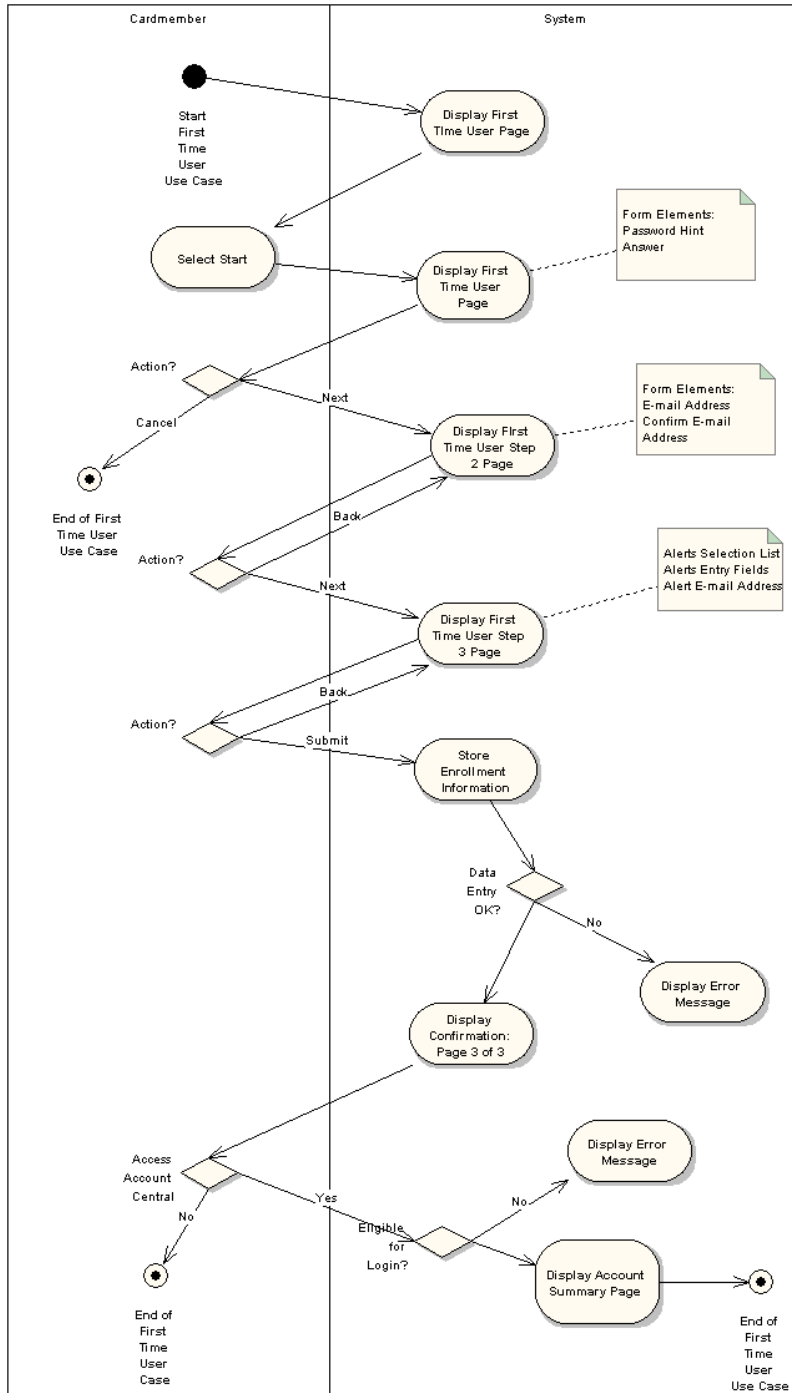 Cardmember
System
Start
First
Time
User
Use Case
Display First
TIme User Page
Select Start
Display First
Time User
Page
Form Elements:
Password Hint
Answer
Action?
Next
Cancel
Display FIrst
Time User Step
2 Page
Form Elements:
E-mail Address
Confirm E-mail
Address
End of First
Time User
Use Case
Back
Action?
Next
Display First
Time User Step
3 Page
Alerts Selection List
Alerts Entry Fields
Alert E-mail Address
Back
Action?
Submit
Store
Enrollment
Information
Data
Entry
OK?
No
Display Error
Message
Display
Confirmation:
Page 3 of 3
Access
Account
Central
No
Yes
Eligible
for
Login?
No
Display Error
Message
Display Account
Summary Page
End of
First
Time
User
Case
End of
First
Time
User
Use Case